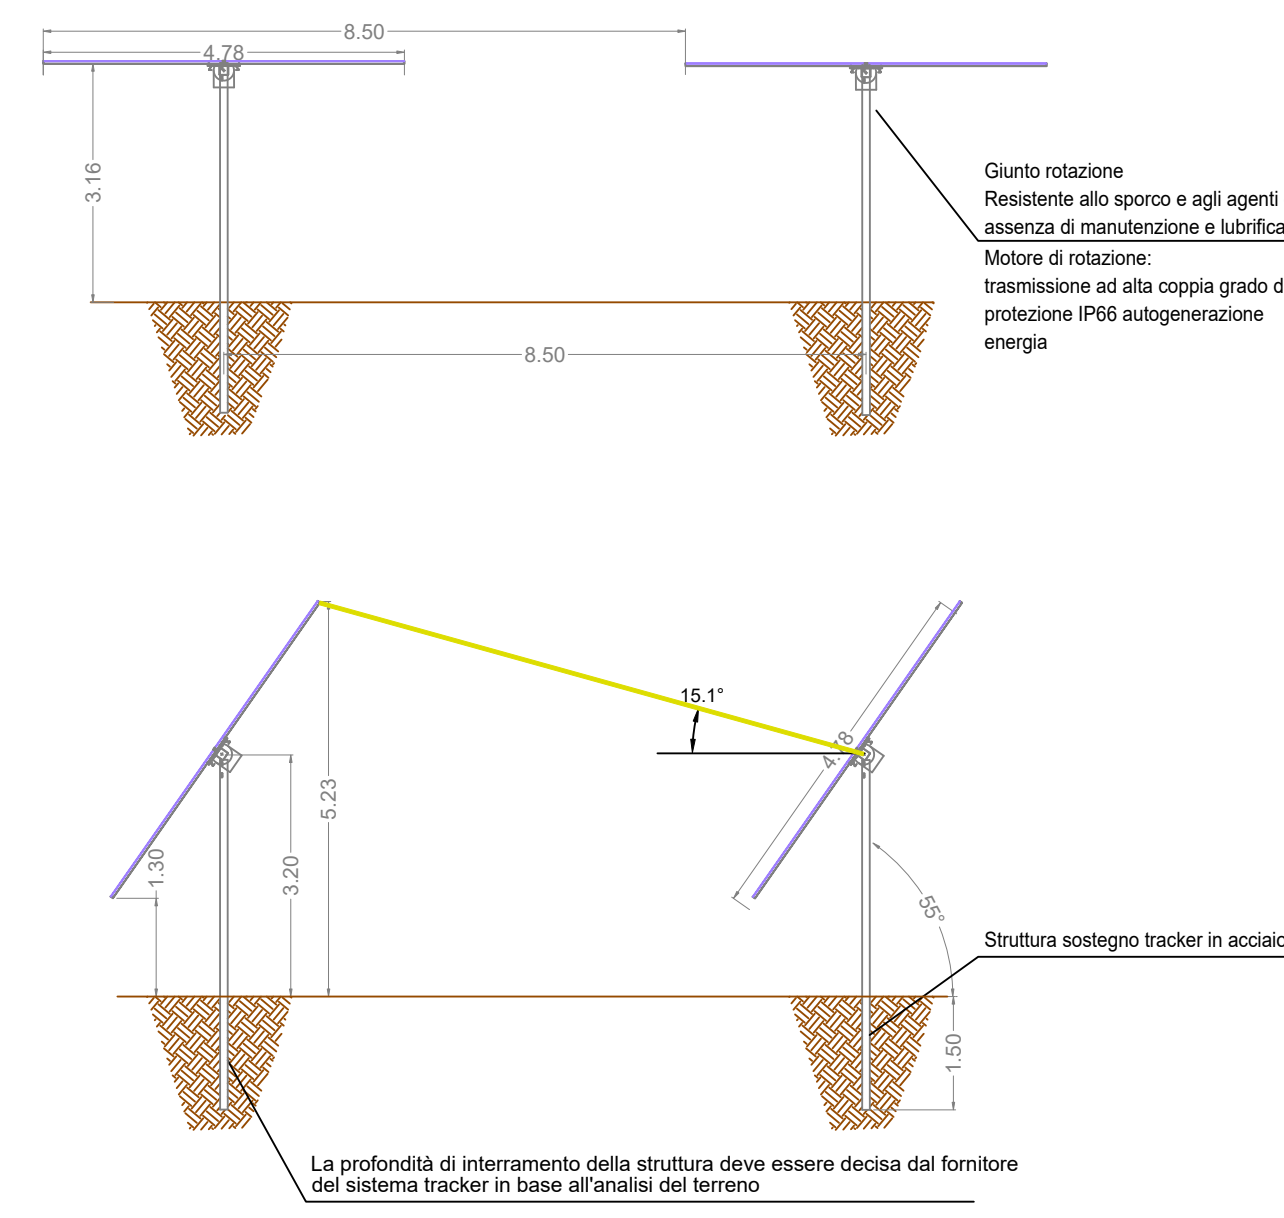 8.50
4.78
3.16
Giunto rotazione
Resistente allo sporco e agli agenti
assenza di manutenzione e lubrifica
Motore di rotazione:
trasmissione ad alta coppia grado d
protezione IP66 autogenerazione
energia
8.50
15.1°
4.78
5.23
1.30
3.20
55°
Struttura sostegno tracker in acciaio
1.50
La profondità di interramento della struttura deve essere decisa dal fornitore
del sistema tracker in base all'analisi del terreno